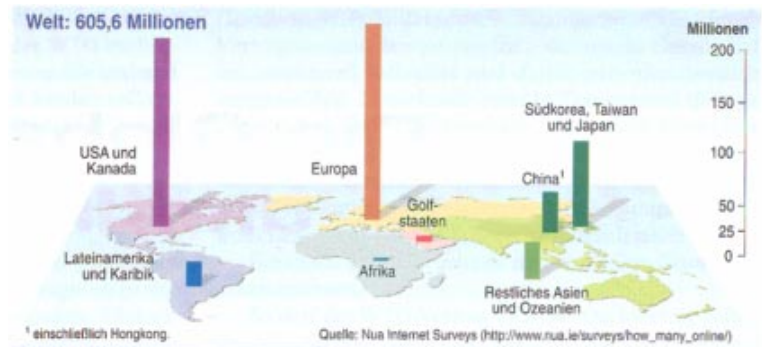 Welt: 605,6 Millionen
Millionen
200
150
100
50
25
0
USA und
Kanada
Europa
Südkorea, Taiwan
und Japan
China¹
Golf-
staaten
Lateinamerika
und Karibik
Afrika
Restliches Asien
und Ozeanien
¹ einschließlich Hongkong.
Quelle: Nua Internet Surveys (http://www.nua.ie/surveys/how_many_online/)